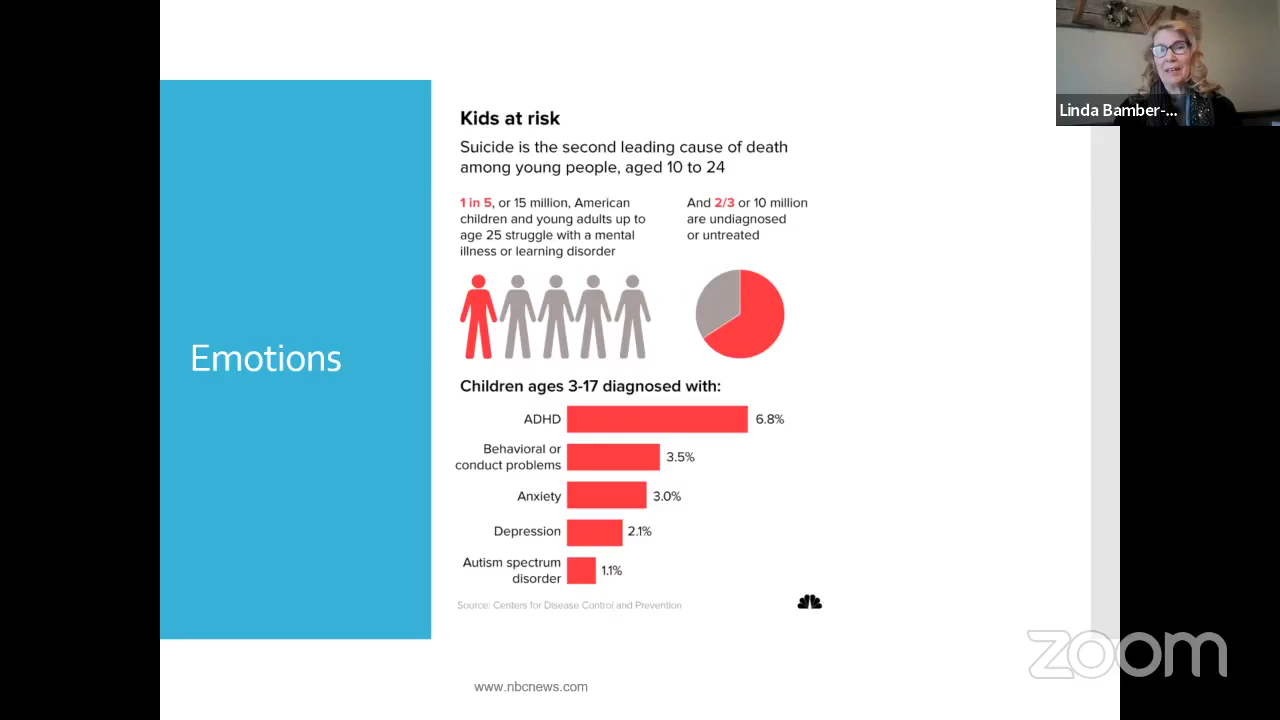 Linda Bamber-...
Kids at risk
Suicide is the second leading cause of death
among young people, aged 10 to 24
1 in 5, or 15 million, American
children and young adults up to
age 25 struggle with a mental
illness or learning disorder
And 2/3 or 10 million
are undiagnosed
or untreated
Emotions
Children ages 3-17 diagnosed with:
ADHD 6.8%
Behavioral or
conduct problems 3.5%
Anxiety 3.0%
Depression 2.1%
Autism spectrum
disorder 1.1%
Source: Centers for Disease Control and Prevention
zoom
www.nbcnews.com